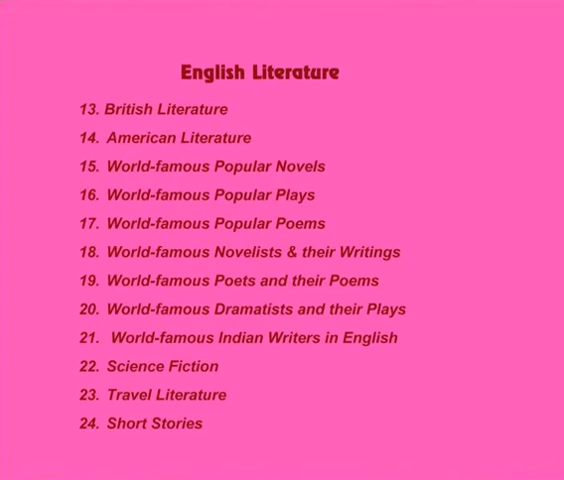 English Literature
13. British Literature
14. American Literature
15. World-famous Popular Novels
16. World-famous Popular Plays
17. World-famous Popular Poems
18. World-famous Novelists & their Writings
19. World-famous Poets and their Poems
20. World-famous Dramatists and their Plays
21. World-famous Indian Writers in English
22. Science Fiction
23. Travel Literature
24. Short Stories